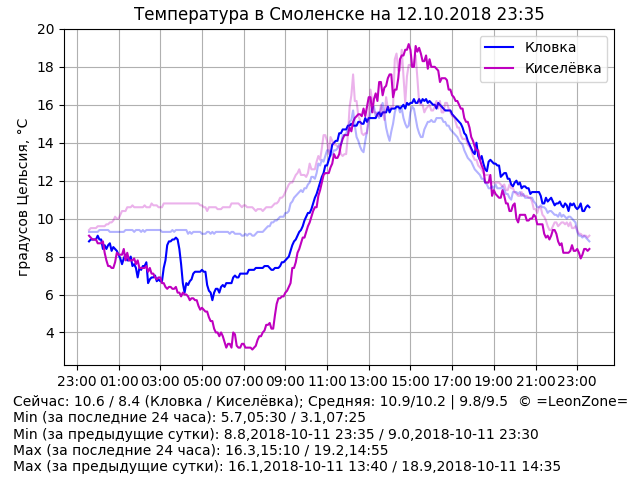 Температура в Смоленске на 12.10.2018 23:35
градусов Цельсия, °C
20
18
16
14
12
10
8
6
4
Кловка
Киселёвка
23:00 01:00 03:00 05:00 07:00 09:00 11:00 13:00 15:00 17:00 19:00 21:00 23:00
Сейчас: 10.6 / 8.4 (Кловка / Киселёвка); Средняя: 10.9/10.2 | 9.8/9.5 © =LeonZone=
Min (за последние 24 часа): 5.7,05:30 / 3.1,07:25
Min (за предыдущие сутки): 8.8,2018-10-11 23:35 / 9.0,2018-10-11 23:30
Max (за последние 24 часа): 16.3,15:10 / 19.2,14:55
Max (за предыдущие сутки): 16.1,2018-10-11 13:40 / 18.9,2018-10-11 14:35